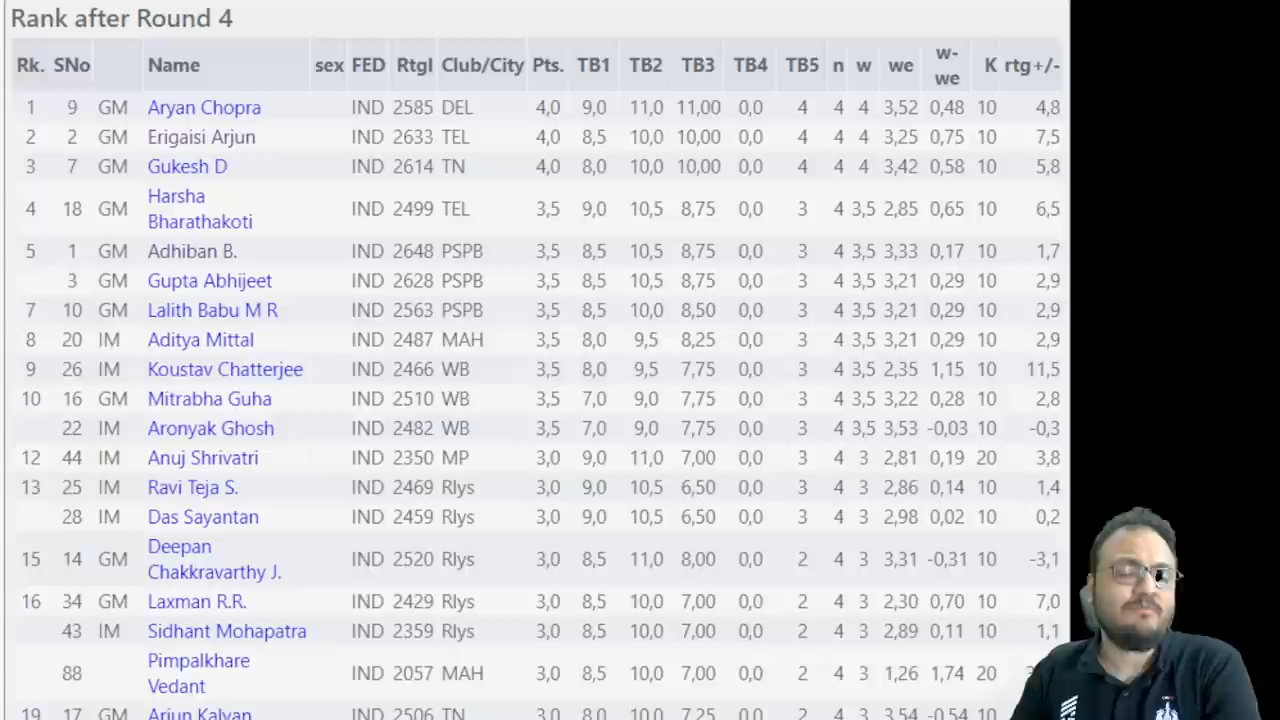 Rank after Round 4
Rk. SNo Name sex FED RtgI Club/City Pts. TB1 TB2 TB3 TB4 TB5 n w we w-we K rtg+/-
1 9 GM Aryan Chopra IND 2585 DEL 4,0 9,0 11,0 11,00 0,0 4 4 4 3,52 0,48 10 4,8
2 2 GM Erigaisi Arjun IND 2633 TEL 4,0 8,5 10,0 10,00 0,0 4 4 4 3,25 0,75 10 7,5
3 7 GM Gukesh D IND 2614 TN 4,0 8,0 10,0 10,00 0,0 4 4 4 3,42 0,58 10 5,8
4 18 GM Harsha Bharathakoti IND 2499 TEL 3,5 9,0 10,5 8,75 0,0 3 4 3,5 2,85 0,65 10 6,5
5 1 GM Adhiban B. IND 2648 PSPB 3,5 8,5 10,5 8,75 0,0 3 4 3,5 3,33 0,17 10 1,7
3 GM Gupta Abhijeet IND 2628 PSPB 3,5 8,5 10,5 8,75 0,0 3 4 3,5 3,21 0,29 10 2,9
7 10 GM Lalith Babu M R IND 2563 PSPB 3,5 8,5 10,0 8,50 0,0 3 4 3,5 3,21 0,29 10 2,9
8 20 IM Aditya Mittal IND 2487 MAH 3,5 8,0 9,5 8,25 0,0 3 4 3,5 3,21 0,29 10 2,9
9 26 IM Koustav Chatterjee IND 2466 WB 3,5 8,0 9,5 7,75 0,0 3 4 3,5 2,35 1,15 10 11,5
10 16 GM Mitrabha Guha IND 2510 WB 3,5 7,0 9,0 7,75 0,0 3 4 3,5 3,22 0,28 10 2,8
22 IM Aronyak Ghosh IND 2482 WB 3,5 7,0 9,0 7,75 0,0 3 4 3,5 3,53 -0,03 10 -0,3
12 44 IM Anuj Shrivatri IND 2350 MP 3,0 9,0 11,0 7,00 0,0 3 4 3 2,81 0,19 20 3,8
13 25 IM Ravi Teja S. IND 2469 Rlys 3,0 9,0 10,5 6,50 0,0 3 4 3 2,86 0,14 10 1,4
28 IM Das Sayantan IND 2459 Rlys 3,0 9,0 10,5 6,50 0,0 3 4 3 2,98 0,02 10 0,2
15 14 GM Deepan Chakkravarthy J. IND 2520 Rlys 3,0 8,5 11,0 8,00 0,0 2 4 3 3,31 -0,31 10 -3,1
16 34 GM Laxman R.R. IND 2429 Rlys 3,0 8,5 10,0 7,00 0,0 2 4 3 2,30 0,70 10 7,0
43 IM Sidhant Mohapatra IND 2359 Rlys 3,0 8,5 10,0 7,00 0,0 2 4 3 2,89 0,11 10 1,1
88 Pimpalkhare Vedant IND 2057 MAH 3,0 8,5 10,0 7,00 0,0 2 4 3 1,26 1,74 20
19 17 GM Arjun Kalyan IND 2506 TN 3,0 8,0 10,0 7,25 0,0 2 4 3 3,54 -0,54 10